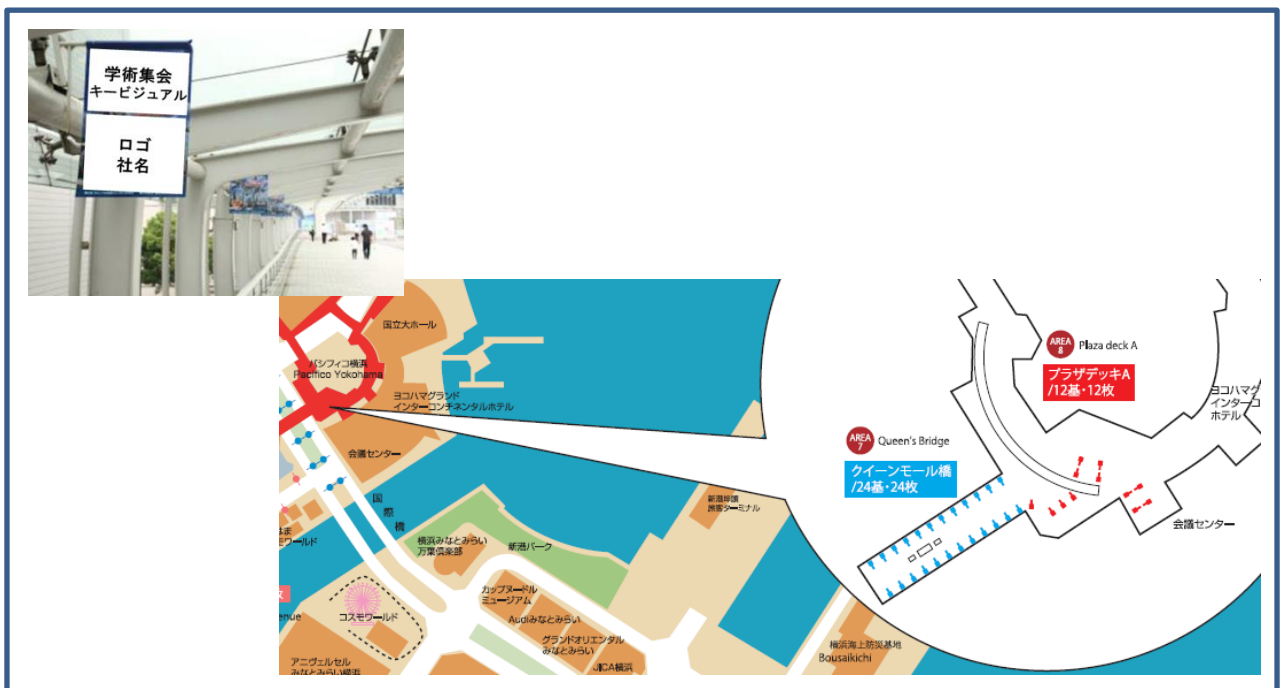 学術集会
キービジュアル
ロゴ
社名
国立大ホール
パシフィコ横浜
Pacifico Yokohama
ヨコハマグランド
インターコンチネンタルホテル
会議センター
国
際
橋
新港埠頭
旅客ターミナル
横浜みなとみらい
万葉倶楽部
新港パーク
カップヌードル
ミュージアム
コスモワールド
Audiみなとみらい
グランドオリエンタル
みなとみらい
JICA横浜
アニヴェルセル
みなとみらい横浜
横浜海上防災基地
Bousaikichi
AREA
8
Plaza deck A
プラザデッキA
/12基・12枚
AREA
7
Queen's Bridge
クイーンモール橋
/24基・24枚
ヨコハマグ
インターコ
ホテル
会議センター